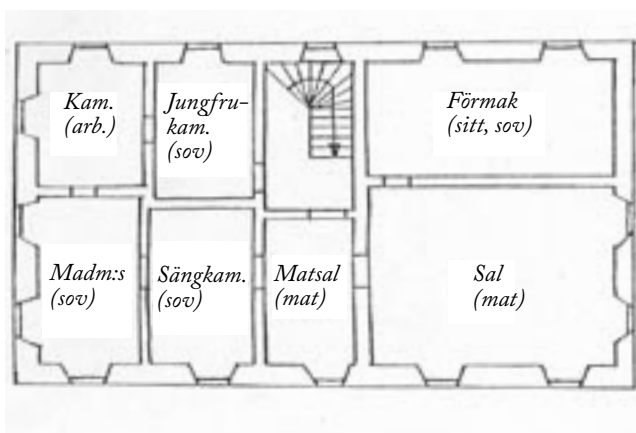 Kam.
(arb.)
Jungfru-
kam.
(sov)
Förmak
(sitt, sov)
Madm:s
(sov)
Sängkam.
(sov)
Matsal
(mat)
Sal
(mat)